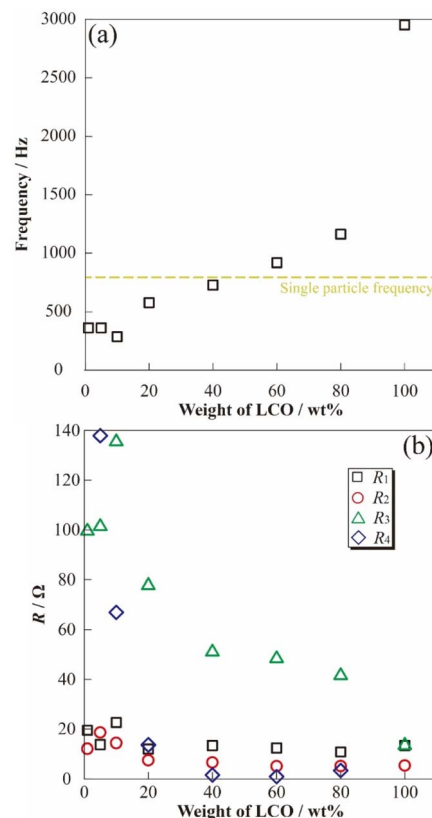 (a)
3000
2500
2000
1500
1000
500
0
Frequency / Hz
Single particle frequency
0 20 40 60 80 100
Weight of LCO / wt%
(b)
140
120
100
80
60
40
20
0
R / Ω
R1
R2
R3
R4
0 20 40 60 80 100
Weight of LCO / wt%